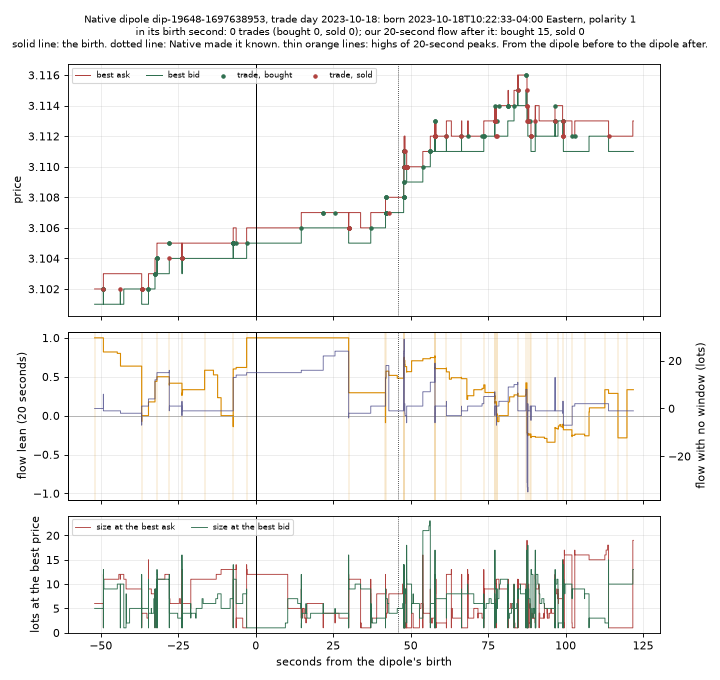 Native dipole dip-19648-1697638953, trade day 2023-10-18: born 2023-10-18T10:22:33-04:00 Eastern, polarity 1
in its birth second: 0 trades (bought 0, sold 0); our 20-second flow after it: bought 15, sold 0
solid line: the birth. dotted line: Native made it known. thin orange lines: highs of 20-second peaks. From the dipole before to the dipole after.
best ask best bid trade, bought trade, sold
3.116
3.114
3.112
3.110
3.108
3.106
3.104
3.102
price
1.0
0.5
0.0
−0.5
−1.0
flow lean (20 seconds)
20
0
−20
flow with no window (lots)
size at the best ask size at the best bid
20
15
10
5
0
lots at the best price
−50 −25 0 25 50 75 100 125
seconds from the dipole's birth